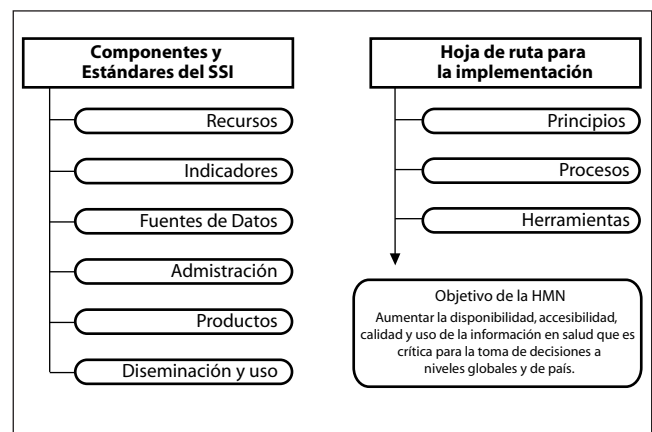 Componentes y
Estándares del SSI
Recursos
Indicadores
Fuentes de Datos
Admistración
Productos
Diseminación y uso
Hoja de ruta para
la implementación
Principios
Procesos
Herramientas
Objetivo de la HMN
Aumentar la disponibilidad, accesibilidad,
calidad y uso de la información en salud que es
crítica para la toma de decisiones a
niveles globales y de país.